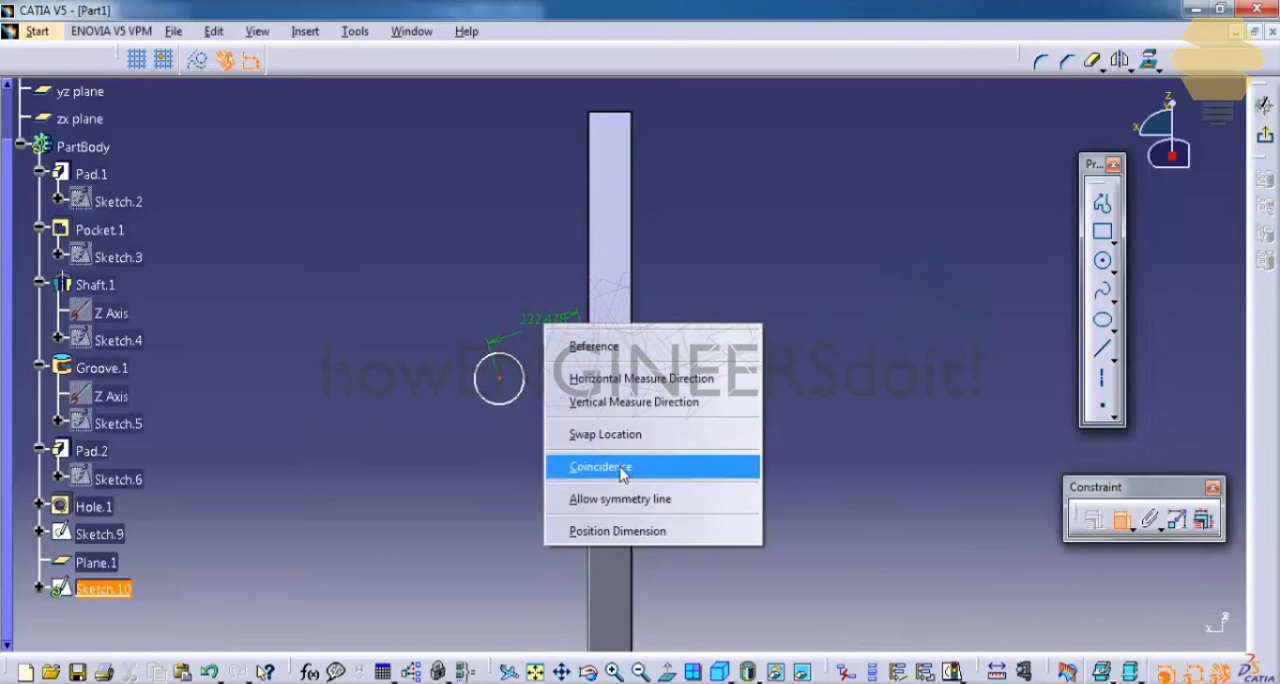 CATIA V5 - [Part1]
Start ENOVIA V5 VPM File Edit View Insert Tools Window Help
yz plane
zx plane
PartBody
Pad.1
Sketch.2
Pocket.1
Sketch.3
Shaft.1
Z Axis
Sketch.4
Groove.1
Z Axis
Sketch.5
Pad.2
Sketch.6
Hole.1
Sketch.9
Plane.1
Sketch.10
Reference
Horizontal Measure Direction
Vertical Measure Direction
Swap Location
Coincidence
Allow symmetry line
Position Dimension
howENGINEERSdoit!
z
x
Pr...
Constraint
f(x)
CATIA